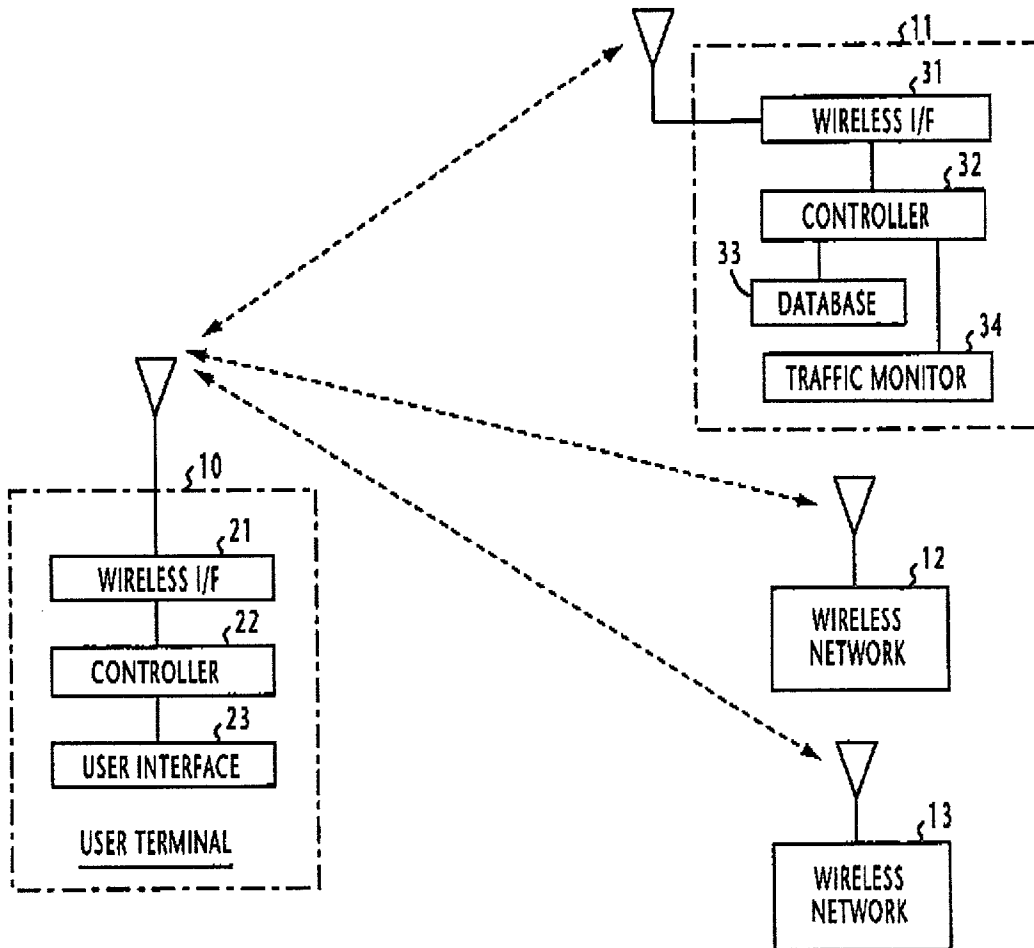 11
31
WIRELESS I/F
32
CONTROLLER
33
DATABASE
34
TRAFFIC MONITOR
10
21
WIRELESS I/F
22
CONTROLLER
23
USER INTERFACE
USER TERMINAL
12
WIRELESS
NETWORK
13
WIRELESS
NETWORK